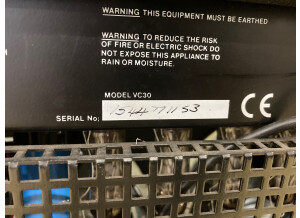 WARNING THIS EQUIPMENT MUST BE EARTHED
WARNING TO REDUCE THE RISK
OF FIRE OR ELECTRIC SHOCK DO
NOT EXPOSE THIS APPLIANCE TO
RAIN OR MOISTURE.
MODEL VC30
SERIAL No;
CE